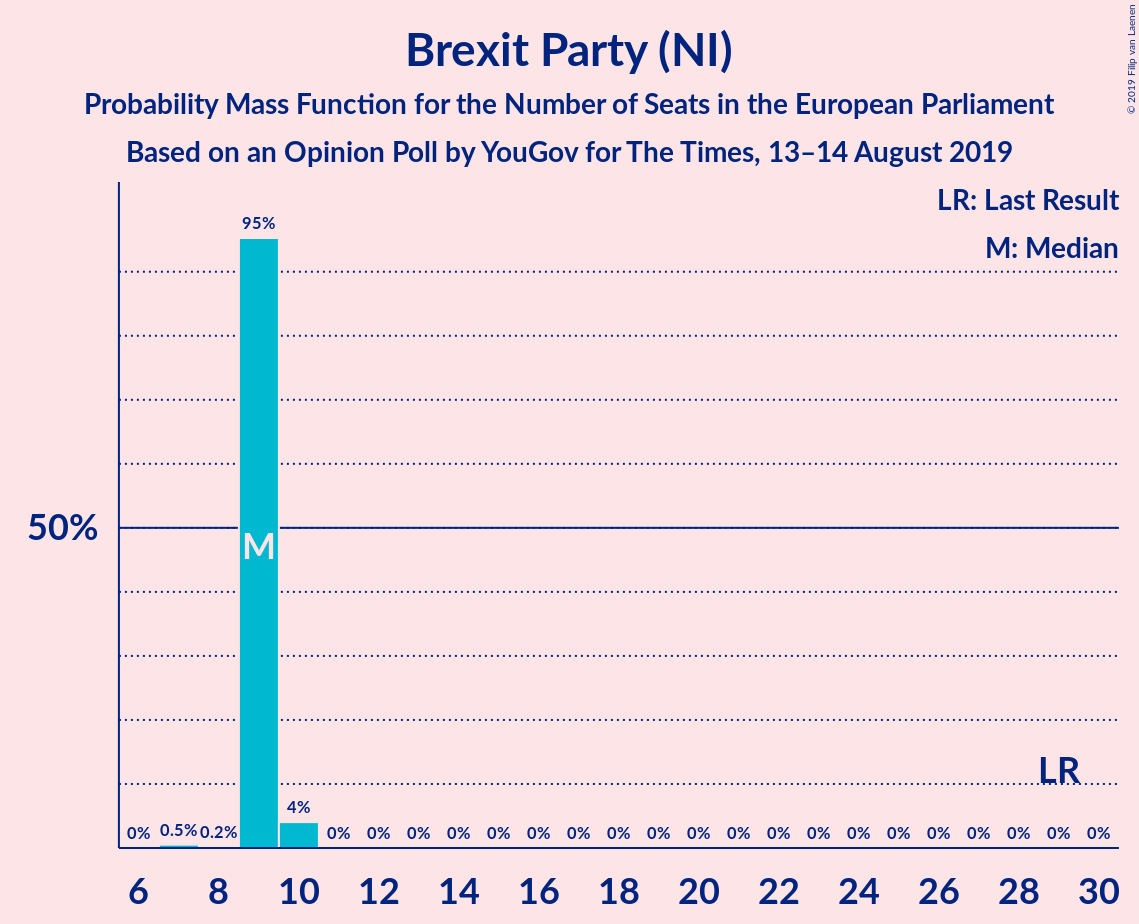 Brexit Party (NI)
Probability Mass Function for the Number of Seats in the European Parliament
Based on an Opinion Poll by YouGov for The Times, 13–14 August 2019
© 2019 Filip van Laenen
LR: Last Result
M: Median
95%
50%
M
LR
0% 0.5% 0.2% 4% 0% 0% 0% 0% 0% 0% 0% 0% 0% 0% 0% 0% 0% 0% 0% 0% 0% 0% 0% 0%
6 8 10 12 14 16 18 20 22 24 26 28 30